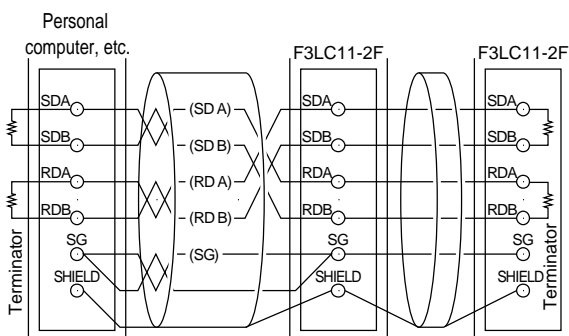 Personal
computer, etc.
F3LC11-2F
F3LC11-2F
SDA
(SD A)
SDA
SDA
SDB
(SD B)
SDB
SDB
RDA
(RD A)
RDA
RDA
RDB
(RD B)
RDB
RDB
SG
(SG)
SG
SG
SHIELD
SHIELD
SHIELD
Terminator
Terminator